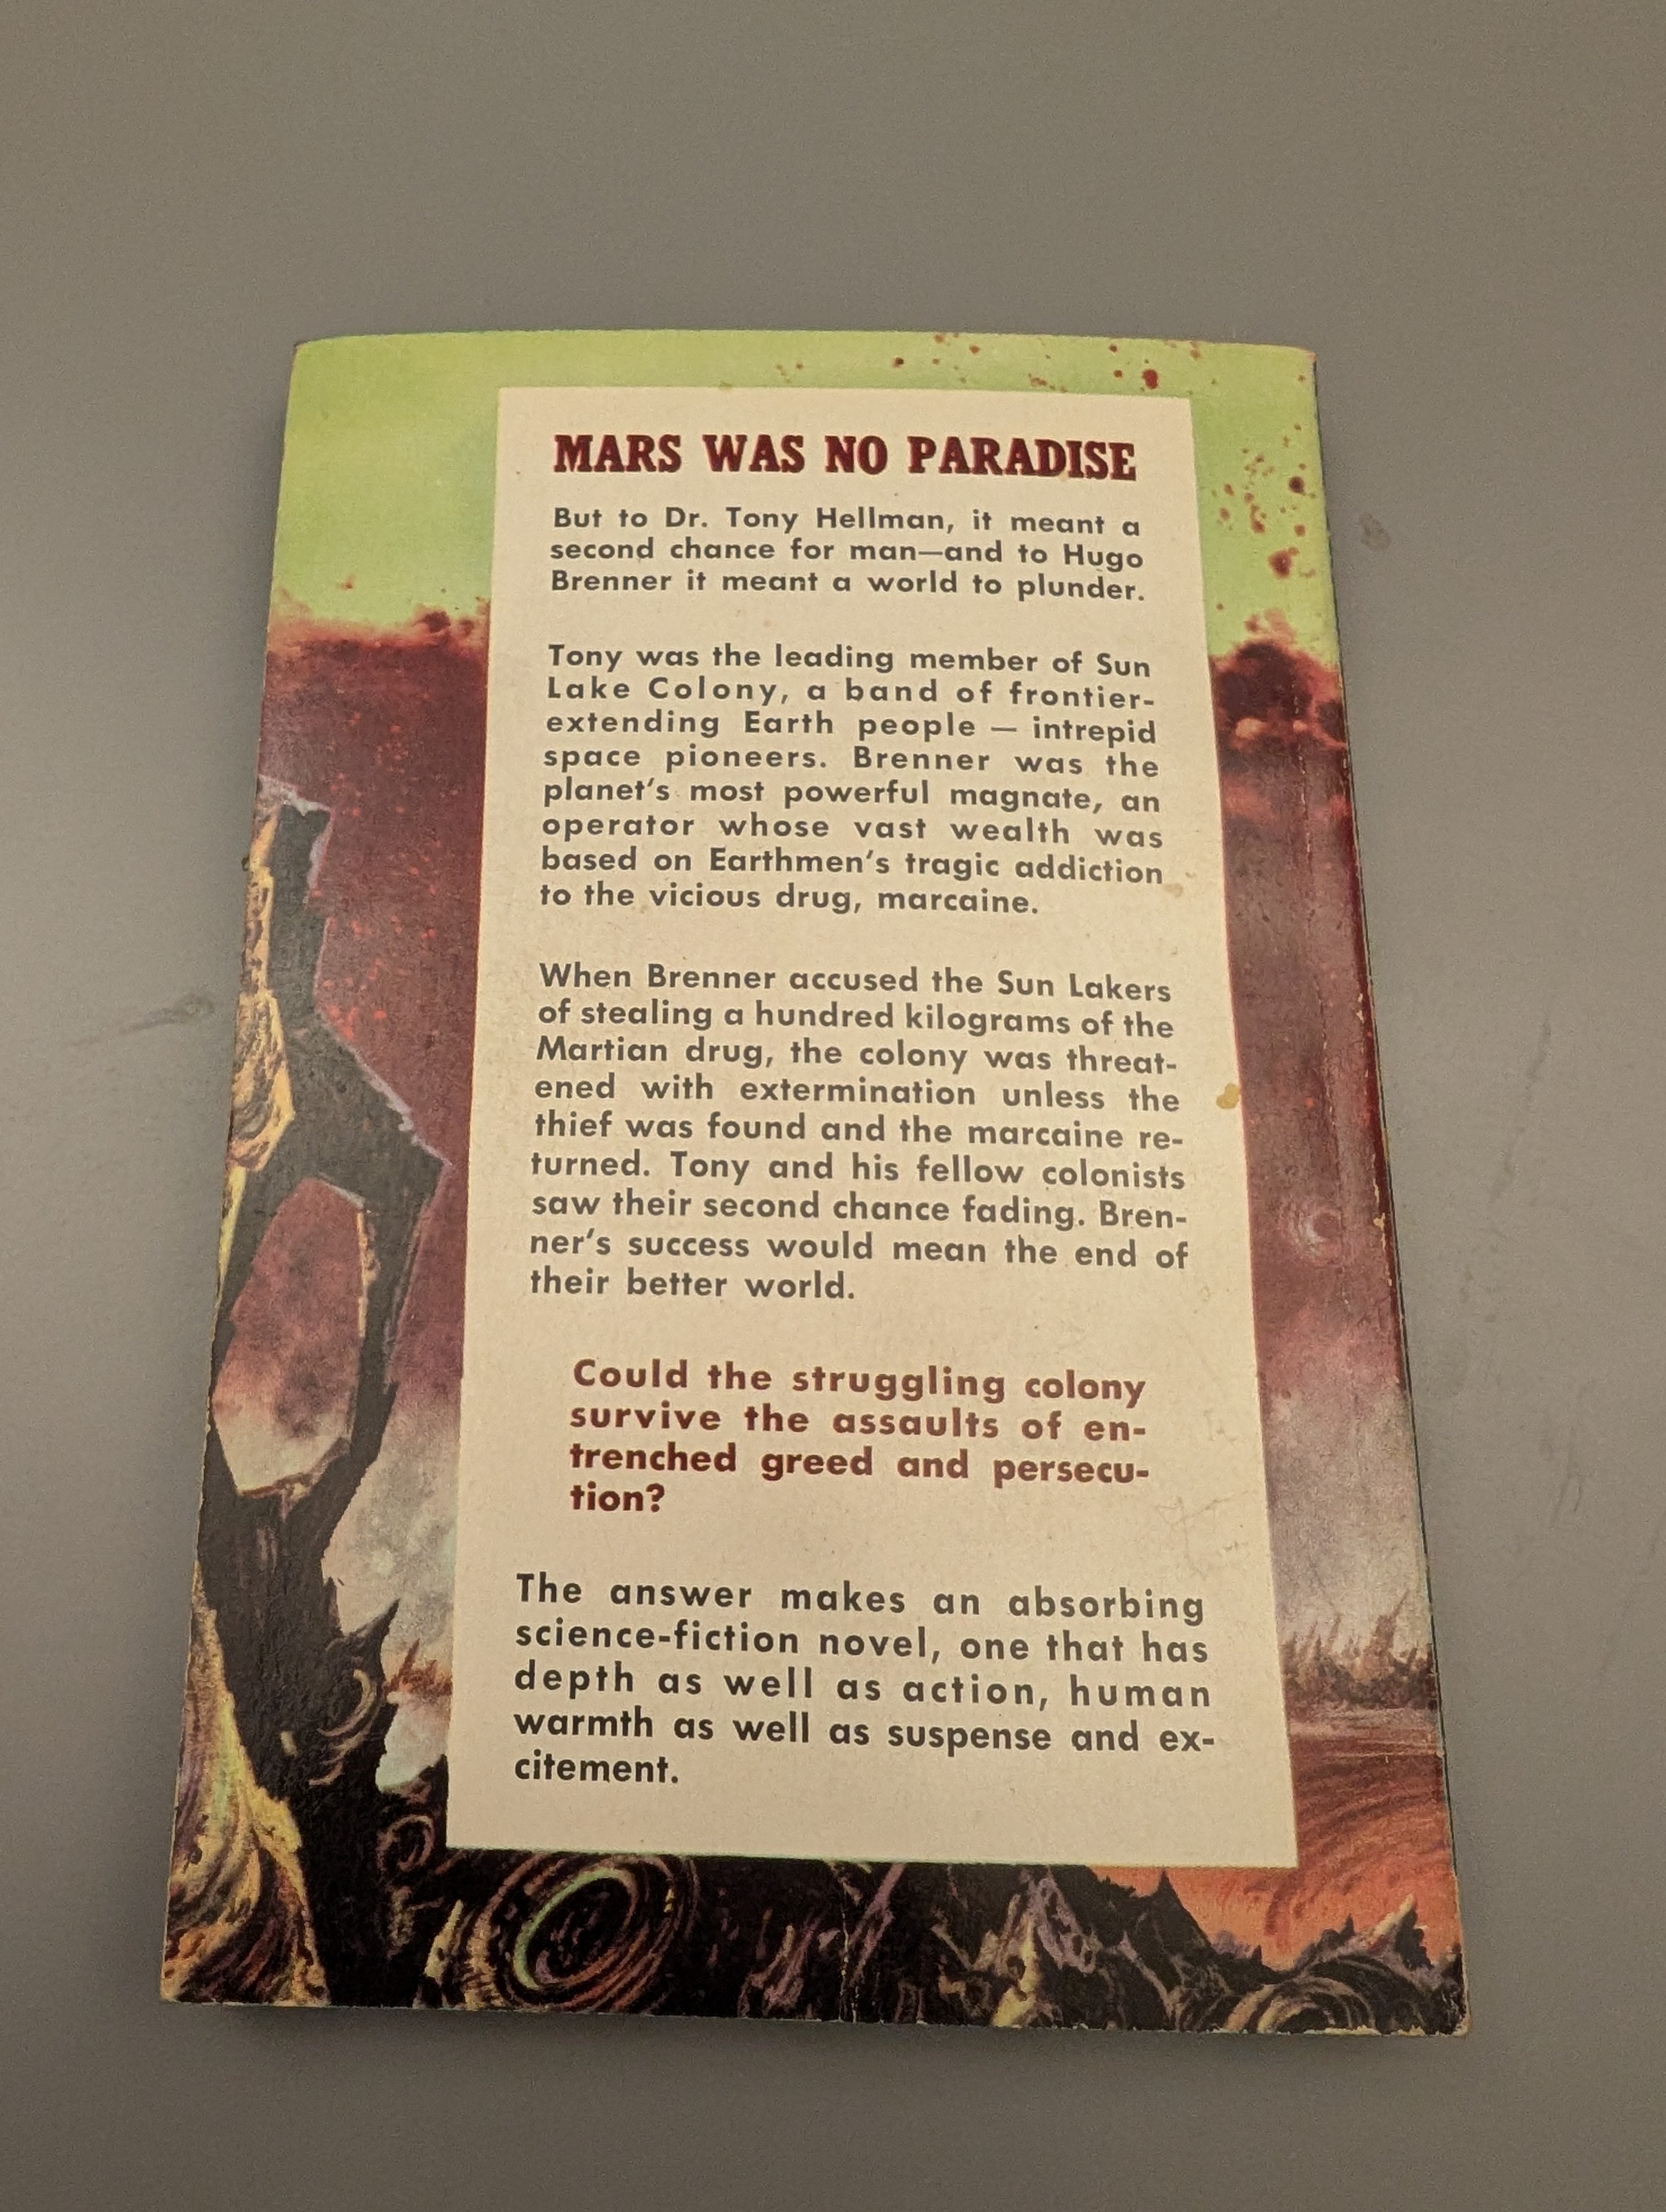 MARS WAS NO PARADISE
But to Dr. Tony Hellman, it meant a
second chance for man—and to Hugo
Brenner it meant a world to plunder.
Tony was the leading member of Sun
Lake Colony, a band of frontier-
extending Earth people — intrepid
space pioneers. Brenner was the
planet's most powerful magnate, an
operator whose vast wealth was
based on Earthmen's tragic addiction
to the vicious drug, marcaine.
When Brenner accused the Sun Lakers
of stealing a hundred kilograms of the
Martian drug, the colony was threat-
ened with extermination unless the
thief was found and the marcaine re-
turned. Tony and his fellow colonists
saw their second chance fading. Bren-
ner's success would mean the end of
their better world.
Could the struggling colony
survive the assaults of en-
trenched greed and persecu-
tion?
The answer makes an absorbing
science-fiction novel, one that has
depth as well as action, human
warmth as well as suspense and ex-
citement.